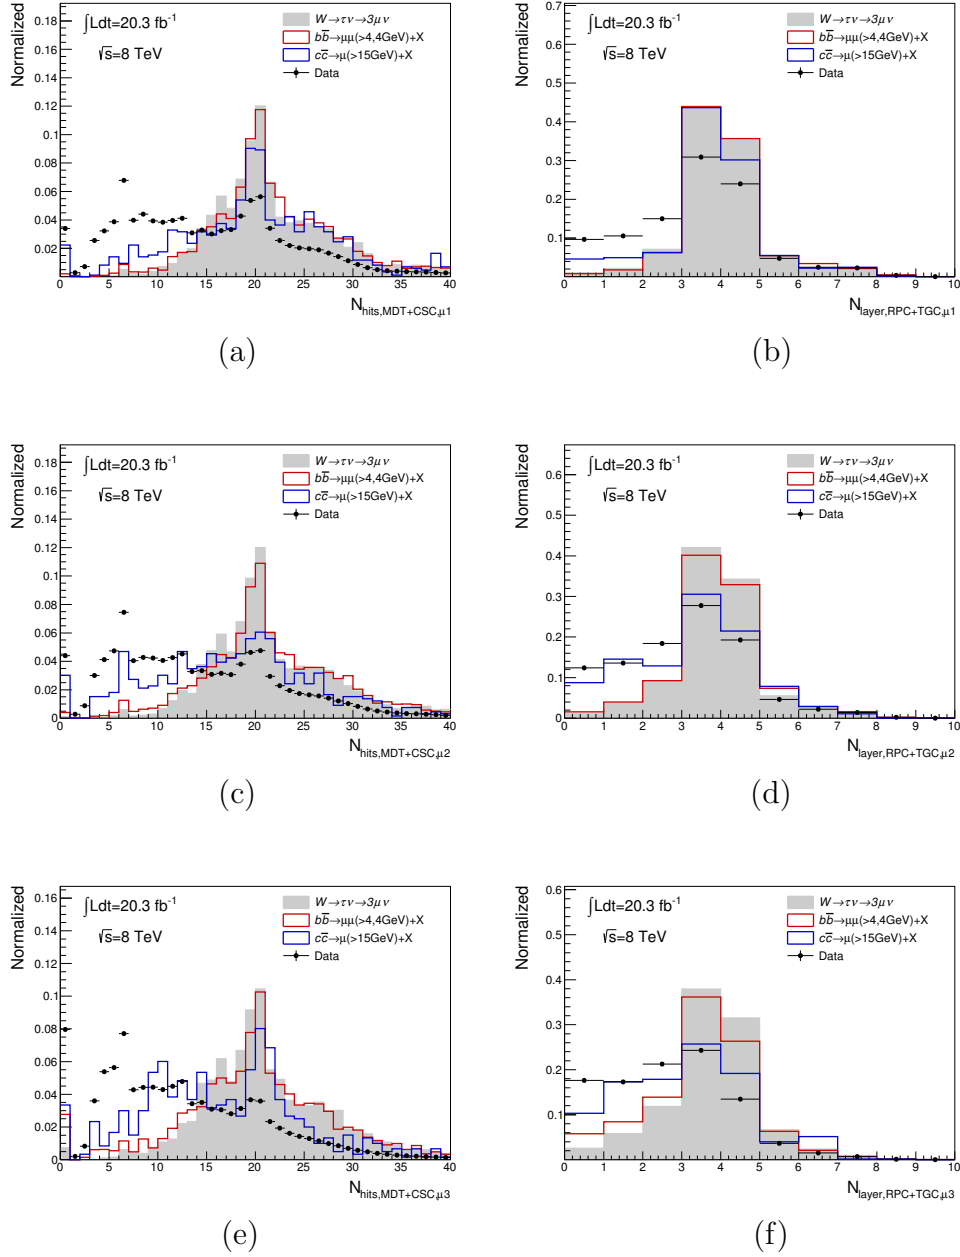 Normalized
0.18
0.16
0.14
0.12
0.1
0.08
0.06
0.04
0.02
0 5 10 15 20 25 30 35 40
∫Ldt=20.3 fb⁻¹
√s=8 TeV
W→τν→3μν
bb̅→μμ(>4,4GeV)+X
cc̅→μ(>15GeV)+X
Data
N_hits,MDT+CSC,μ1
(a)
Normalized
0.7
0.6
0.5
0.4
0.3
0.2
0.1
0 1 2 3 4 5 6 7 8 9 10
∫Ldt=20.3 fb⁻¹
√s=8 TeV
W→τν→3μν
bb̅→μμ(>4,4GeV)+X
cc̅→μ(>15GeV)+X
Data
N_layer,RPC+TGC,μ1
(b)
Normalized
0.18
0.16
0.14
0.12
0.1
0.08
0.06
0.04
0.02
0
0 5 10 15 20 25 30 35 40
∫Ldt=20.3 fb⁻¹
√s=8 TeV
W→τν→3μν
bb̅→μμ(>4,4GeV)+X
cc̅→μ(>15GeV)+X
Data
N_hits,MDT+CSC,μ2
(c)
Normalized
0.6
0.5
0.4
0.3
0.2
0.1
0
0 1 2 3 4 5 6 7 8 9 10
∫Ldt=20.3 fb⁻¹
√s=8 TeV
W→τν→3μν
bb̅→μμ(>4,4GeV)+X
cc̅→μ(>15GeV)+X
Data
N_layer,RPC+TGC,μ2
(d)
Normalized
0.16
0.14
0.12
0.1
0.08
0.06
0.04
0.02
0
0 5 10 15 20 25 30 35 40
∫Ldt=20.3 fb⁻¹
√s=8 TeV
W→τν→3μν
bb̅→μμ(>4,4GeV)+X
cc̅→μ(>15GeV)+X
Data
N_hits,MDT+CSC,μ3
(e)
Normalized
0.6
0.5
0.4
0.3
0.2
0.1
0 1 2 3 4 5 6 7 8 9 10
∫Ldt=20.3 fb⁻¹
√s=8 TeV
W→τν→3μν
bb̅→μμ(>4,4GeV)+X
cc̅→μ(>15GeV)+X
Data
N_layer,RPC+TGC,μ3
(f)